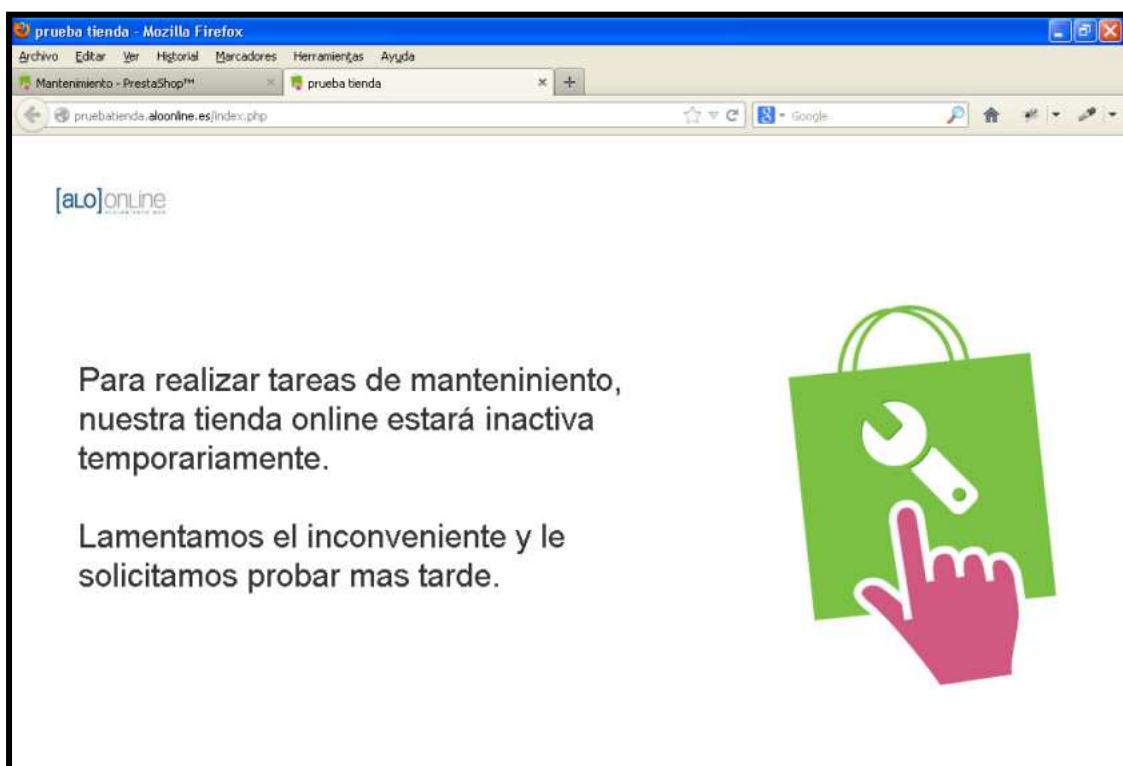 prueba tienda - Mozilla Firefox
Archivo Editar Ver Historial Marcadores Herramientas Ayuda
Mantenimiento - PrestaShop™ prueba tienda
pruebatienda.aloonline.es/index.php Google
[aLo]onLine
Para realizar tareas de manteniniento,
nuestra tienda online estará inactiva
temporariamente.
Lamentamos el inconveniente y le
solicitamos probar mas tarde.